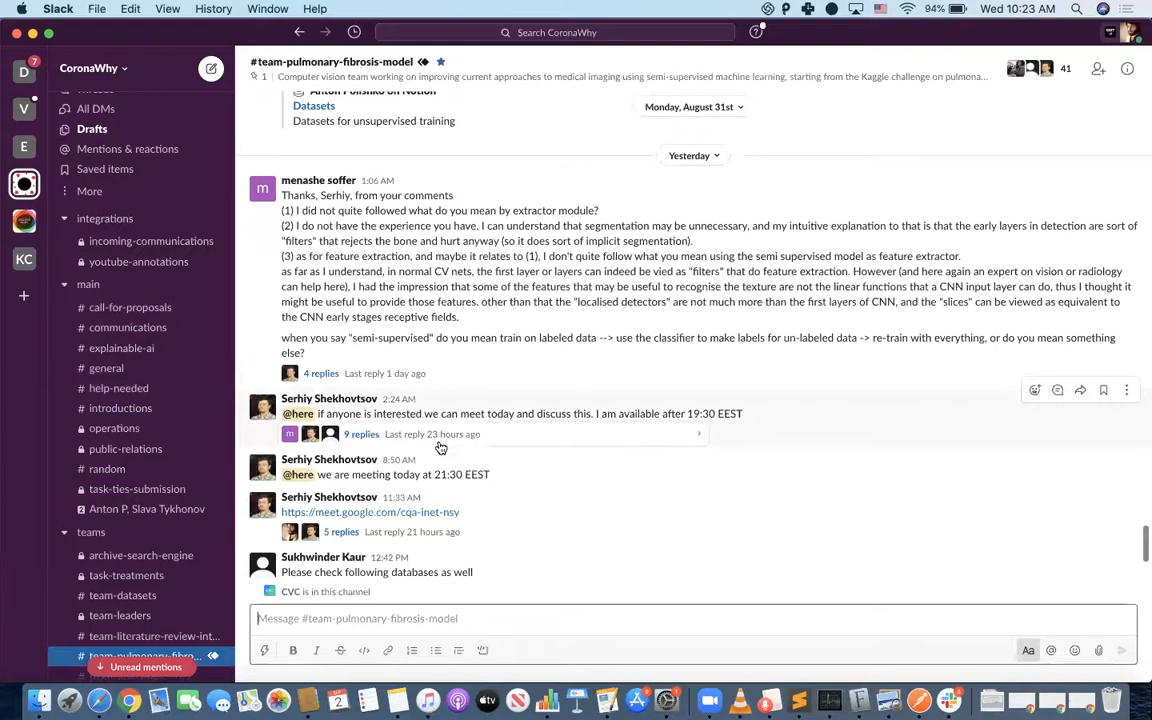 Slack File Edit View History Window Help 94% Wed 10:23 AM
Search CoronaWhy
D 7 CoronaWhy #team-pulmonary-fibrosis-model 41
1 Computer vision team working on improving current approaches to medical imaging using semi-supervised machine learning, starting from the Kaggle challenge on pulmona...
V
E
KC
All DMs
Drafts
Mentions & reactions
Saved items
More
integrations
incoming-communications
youtube-annotations
main
# call-for-proposals
# communications
# explainable-ai
# general
# help-needed
# introductions
# operations
# public-relations
# random
# task-ties-submission
2 Anton P, Slava Tykhonov
teams
archive-search-engine
# task-treatments
# team-datasets
team-leaders
# team-literature-review-int...
# team-pulmonary-fibro...
Unread mentions
Anton Polishko on Notion
Datasets
Datasets for unsupervised training
Monday, August 31st
Yesterday
m menashe soffer 1:06 AM
Thanks, Serhiy, from your comments
(1) I did not quite followed what do you mean by extractor module?
(2) I do not have the experience you have, I can understand that segmentation may be unnecessary, and my intuitive explanation to that is that the early layers in detection are sort of
"filters" that rejects the bone and hurt anyway (so it does sort of implicit segmentation).
(3) as for feature extraction, and maybe it relates to (1), I don't quite follow what you mean using the semi supervised model as feature extractor.
as far as I understand, in normal CV nets, the first layer or layers can indeed be vied as "filters" that do feature extraction. However (and here again an expert on vision or radiology
can help here), I had the impression that some of the features that may be useful to recognise the texture are not the linear functions that a CNN input layer can do, thus I thought it
might be useful to provide those features. other than that the "localised detectors" are not much more than the first layers of CNN, and the "slices" can be viewed as equivalent to
the CNN early stages receptive fields.
when you say "semi-supervised" do you mean train on labeled data --> use the classifier to make labels for un-labeled data -> re-train with everything, or do you mean something
else?
4 replies Last reply 1 day ago
Serhiy Shekhovtsov 2:24 AM
@here if anyone is interested we can meet today and discuss this. I am available after 19:30 EEST
m 9 replies Last reply 23 hours ago
Serhiy Shekhovtsov 8:50 AM
@here we are meeting today at 21:30 EEST
Serhiy Shekhovtsov 11:33 AM
https://meet.google.com/cqa-inet-nsy
5 replies Last reply 21 hours ago
Sukhwinder Kaur 12:42 PM
Please check following databases as well
CVC is in this channel
Message #team-pulmonary-fibrosis-model
B I Aa @